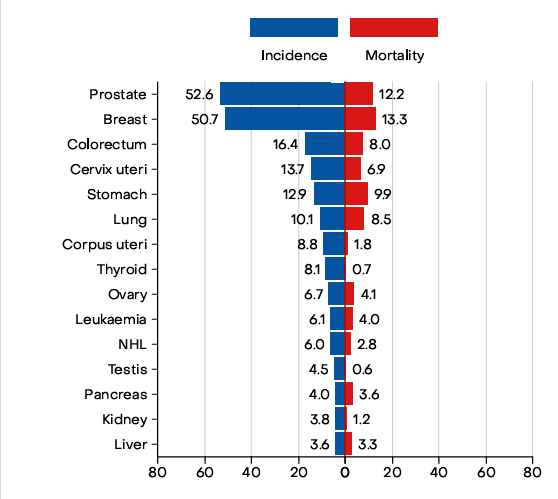 Incidence Mortality
Prostate 52.6 12.2
Breast 50.7 13.3
Colorectum 16.4 8.0
Cervix uteri 13.7 6.9
Stomach 12.9 9.9
Lung 10.1 8.5
Corpus uteri 8.8 1.8
Thyroid 8.1 0.7
Ovary 6.7 4.1
Leukaemia 6.1 4.0
NHL 6.0 2.8
Testis 4.5 0.6
Pancreas 4.0 3.6
Kidney 3.8 1.2
Liver 3.6 3.3
80 60 40 20 0 20 40 60 80